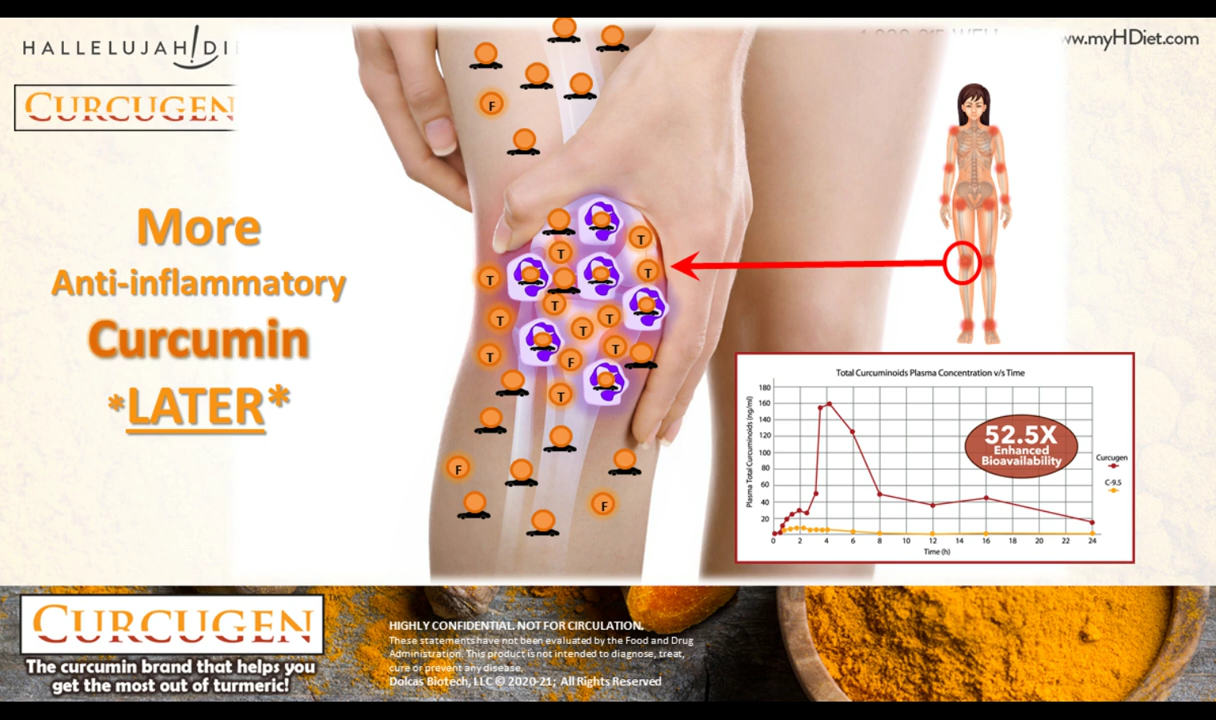 HALLELUJAH DI
www.myHDiet.com
CURCUGEN
More
Anti-inflammatory
Curcumin
*LATER*
F
T
T
T
T
T
T
T
T
T
T
F
T
T
F
F
Total Curcuminoids Plasma Concentration v/s Time
Plasma Total Curcuminoids (ng/ml)
180
160
140
120
100
80
60
40
20
0 2 4 6 8 10 12 14 16 18 20 22 24
Time (h)
52.5X
Enhanced
Bioavailability
Curcugen
C-9.5
CURCUGEN™
The curcumin brand that helps you
get the most out of turmeric!
HIGHLY CONFIDENTIAL. NOT FOR CIRCULATION.
These statements have not been evaluated by the Food and Drug
Administration. This product is not intended to diagnose, treat,
cure or prevent any disease.
Dolcas Biotech, LLC © 2020-21; All Rights Reserved